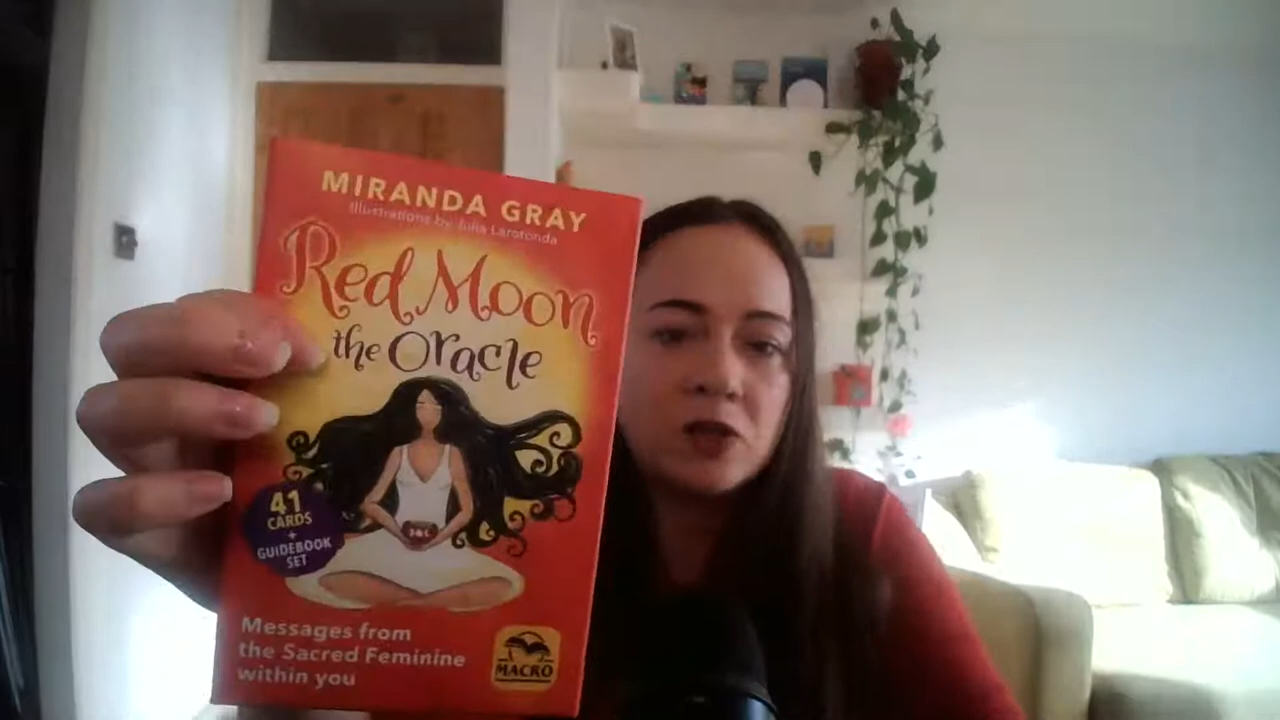 MIRANDA GRAY
Illustrations by Julia Larotonda
Red Moon
the Oracle
41
CARDS
+
GUIDEBOOK
SET
Messages from
the Sacred Feminine
within you
MACRO